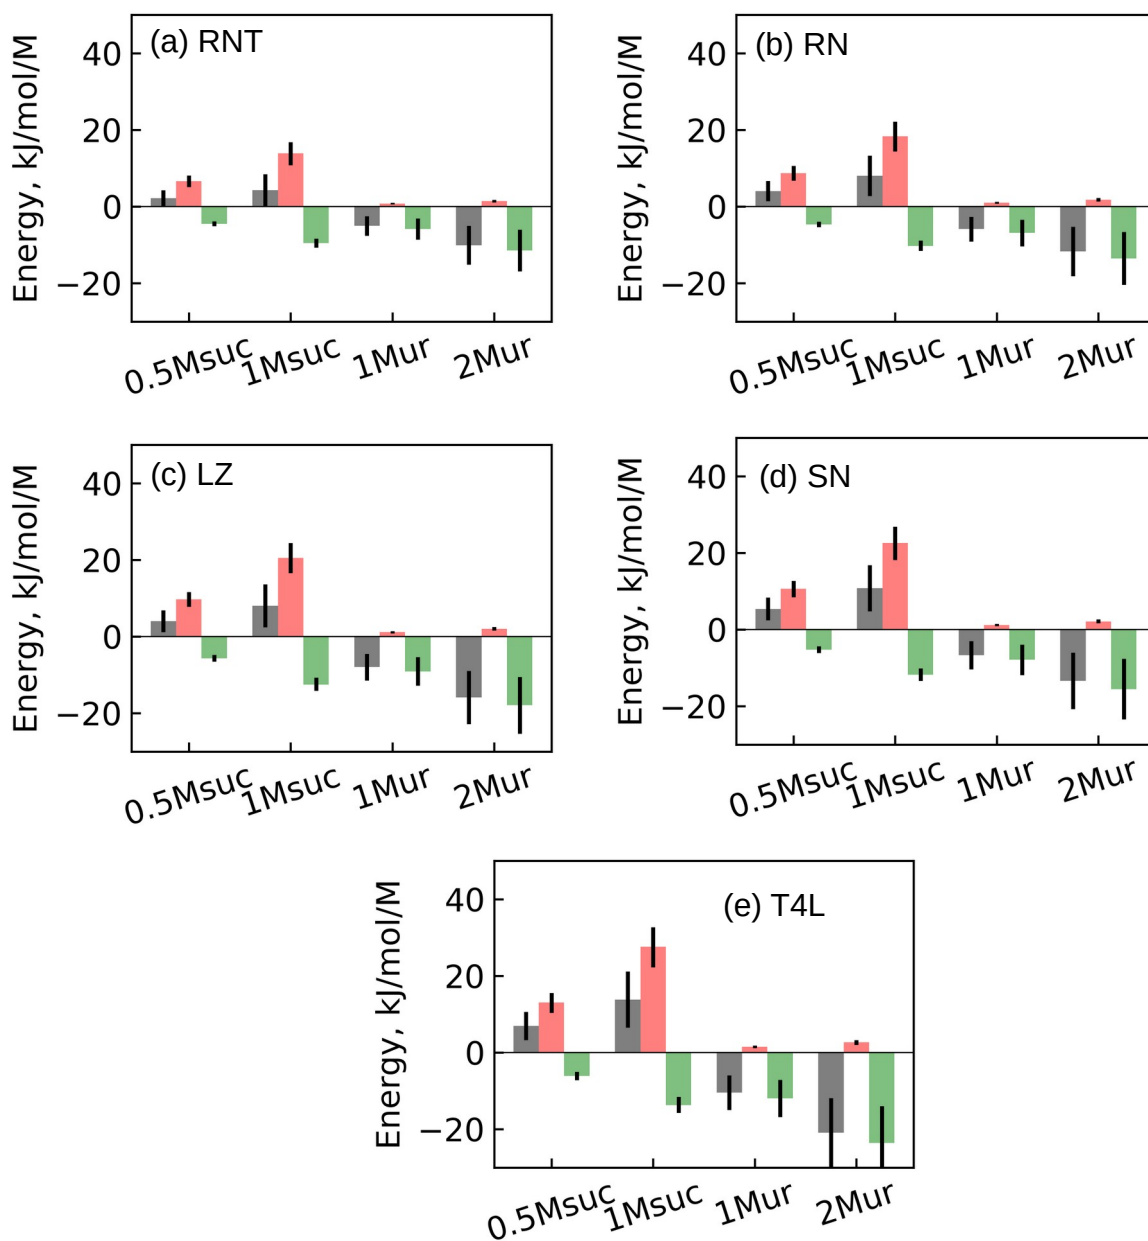 (a) RNT
Energy, kJ/mol/M
40
20
0
−20
0.5Msuc
1Msuc
1Mur
2Mur
(b) RN
Energy, kJ/mol/M
40
20
0
−20
0.5Msuc
1Msuc
1Mur
2Mur
(c) LZ
Energy, kJ/mol/M
40
20
0
−20
0.5Msuc
1Msuc
1Mur
2Mur
(d) SN
Energy, kJ/mol/M
40
20
0
−20
0.5Msuc
1Msuc
1Mur
2Mur
(e) T4L
Energy, kJ/mol/M
40
20
0
−20
0.5Msuc
1Msuc
1Mur
2Mur